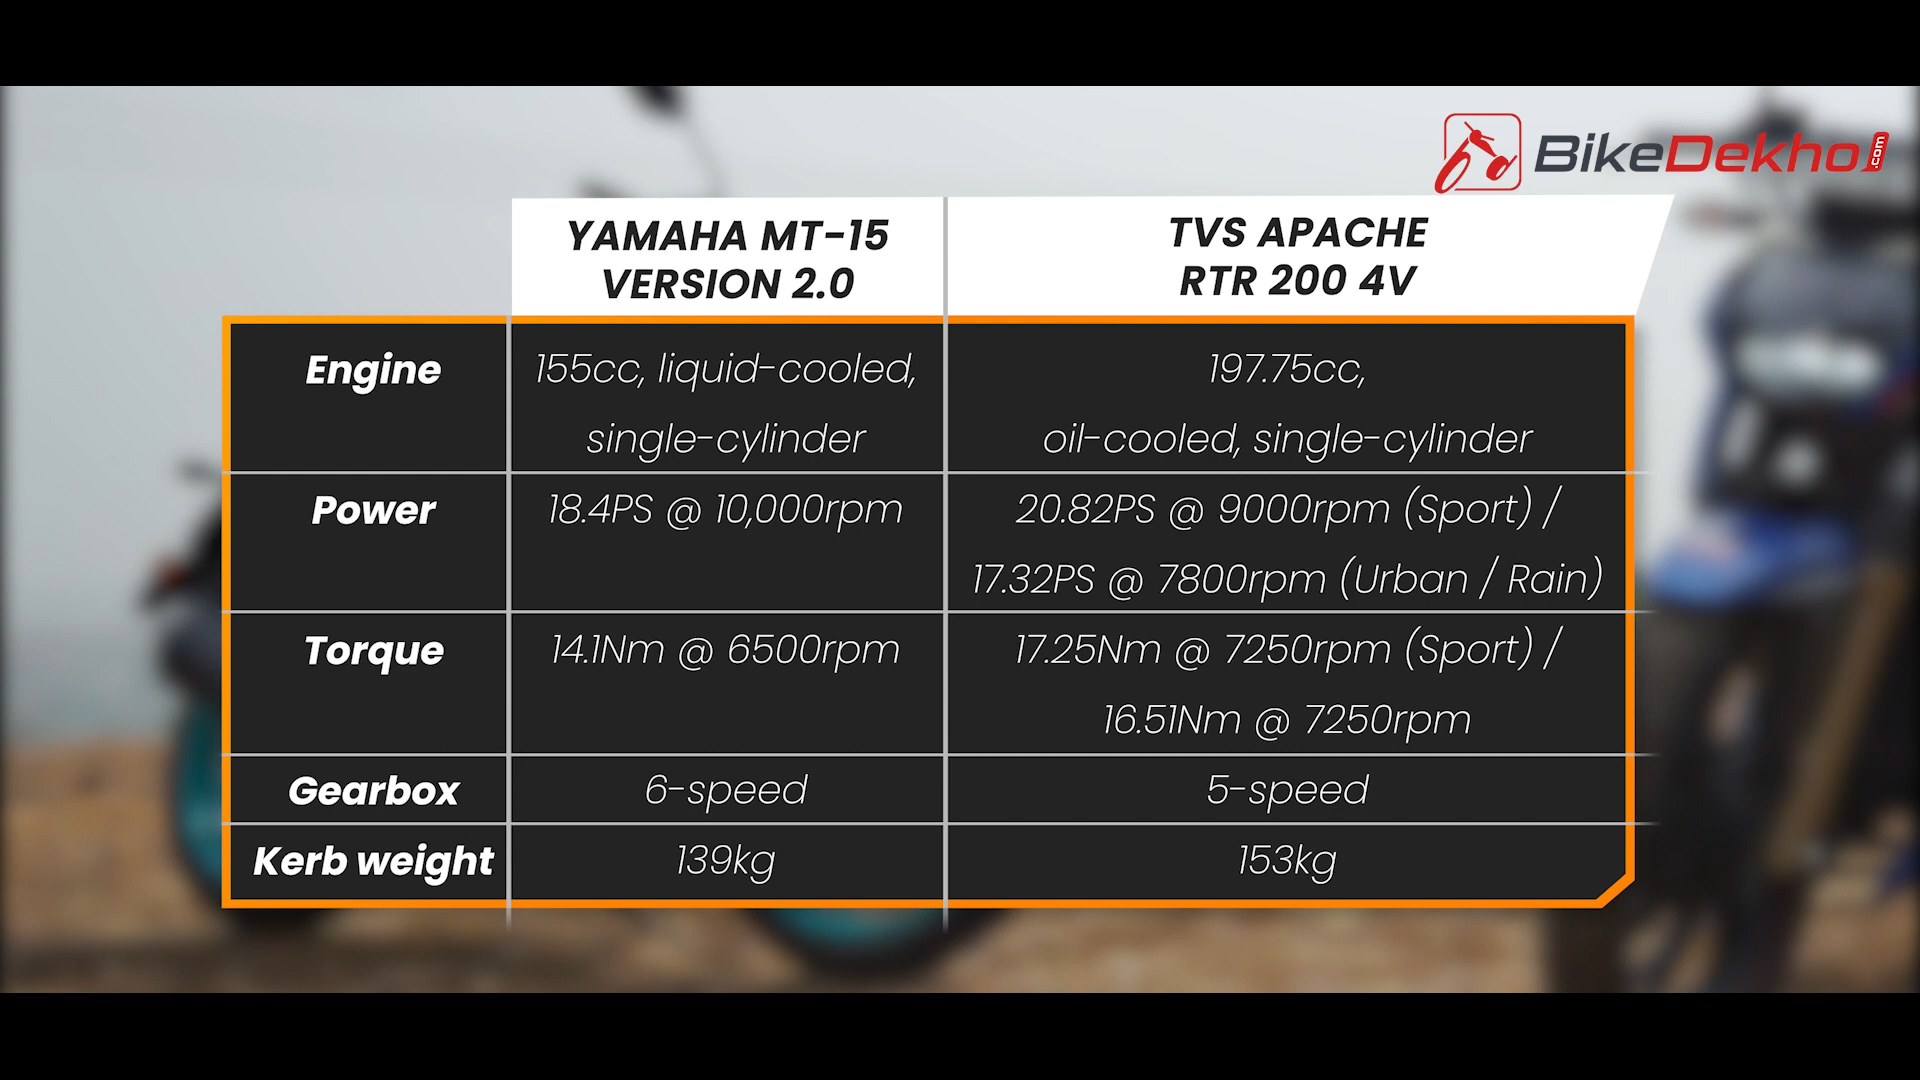 BikeDekho.com
YAMAHA MT-15
VERSION 2.0
TVS APACHE
RTR 200 4V
Engine
155cc, liquid-cooled,
single-cylinder
197.75cc,
oil-cooled, single-cylinder
Power
18.4PS @ 10,000rpm
20.82PS @ 9000rpm (Sport) /
17.32PS @ 7800rpm (Urban / Rain)
Torque
14.1Nm @ 6500rpm
17.25Nm @ 7250rpm (Sport) /
16.51Nm @ 7250rpm
Gearbox
6-speed
5-speed
Kerb weight
139kg
153kg